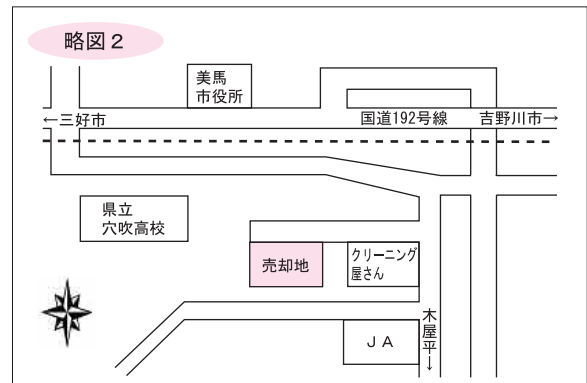 略図2
美馬
市役所
←三好市
国道192号線
吉野川市→
県立
穴吹高校
売却地
クリーニング
屋さん
木屋平→
JA